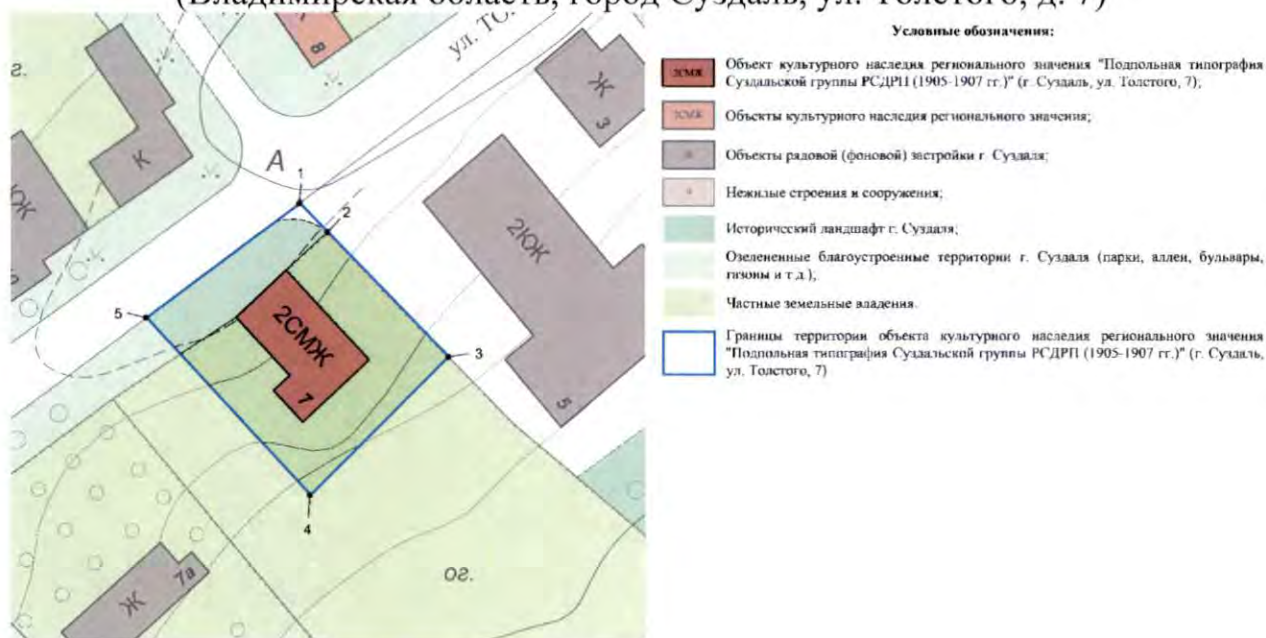 (Владимирская область, город Суздаль, ул. Толстого, д. 7)
Условные обозначения:
2СМЖ
Объект культурного наследия регионального значения "Подпольная типография
Суздальской группы РСДРП (1905-1907 гг.)" (г. Суздаль, ул. Толстого, 7);
Объекты культурного наследия регионального значения;
Объекты рядовой (фоновой) застройки г. Суздаля;
Нежилые строения и сооружения;
Исторический ландшафт г. Суздаля;
Озелененные благоустроенные территории г. Суздаля (парки, аллеи, бульвары,
газоны и т.д.);
Частные земельные владения.
Границы территории объекта культурного наследия регионального значения
"Подпольная типография Суздальской группы РСДРП (1905-1907 гг.)" (г. Суздаль,
ул. Толстого, 7)
г.
8
ул. ТО
Ж
3
К
А
1
2
2КЖ
5
5
2СМЖ
7
3
4
ог.
Ж
7а